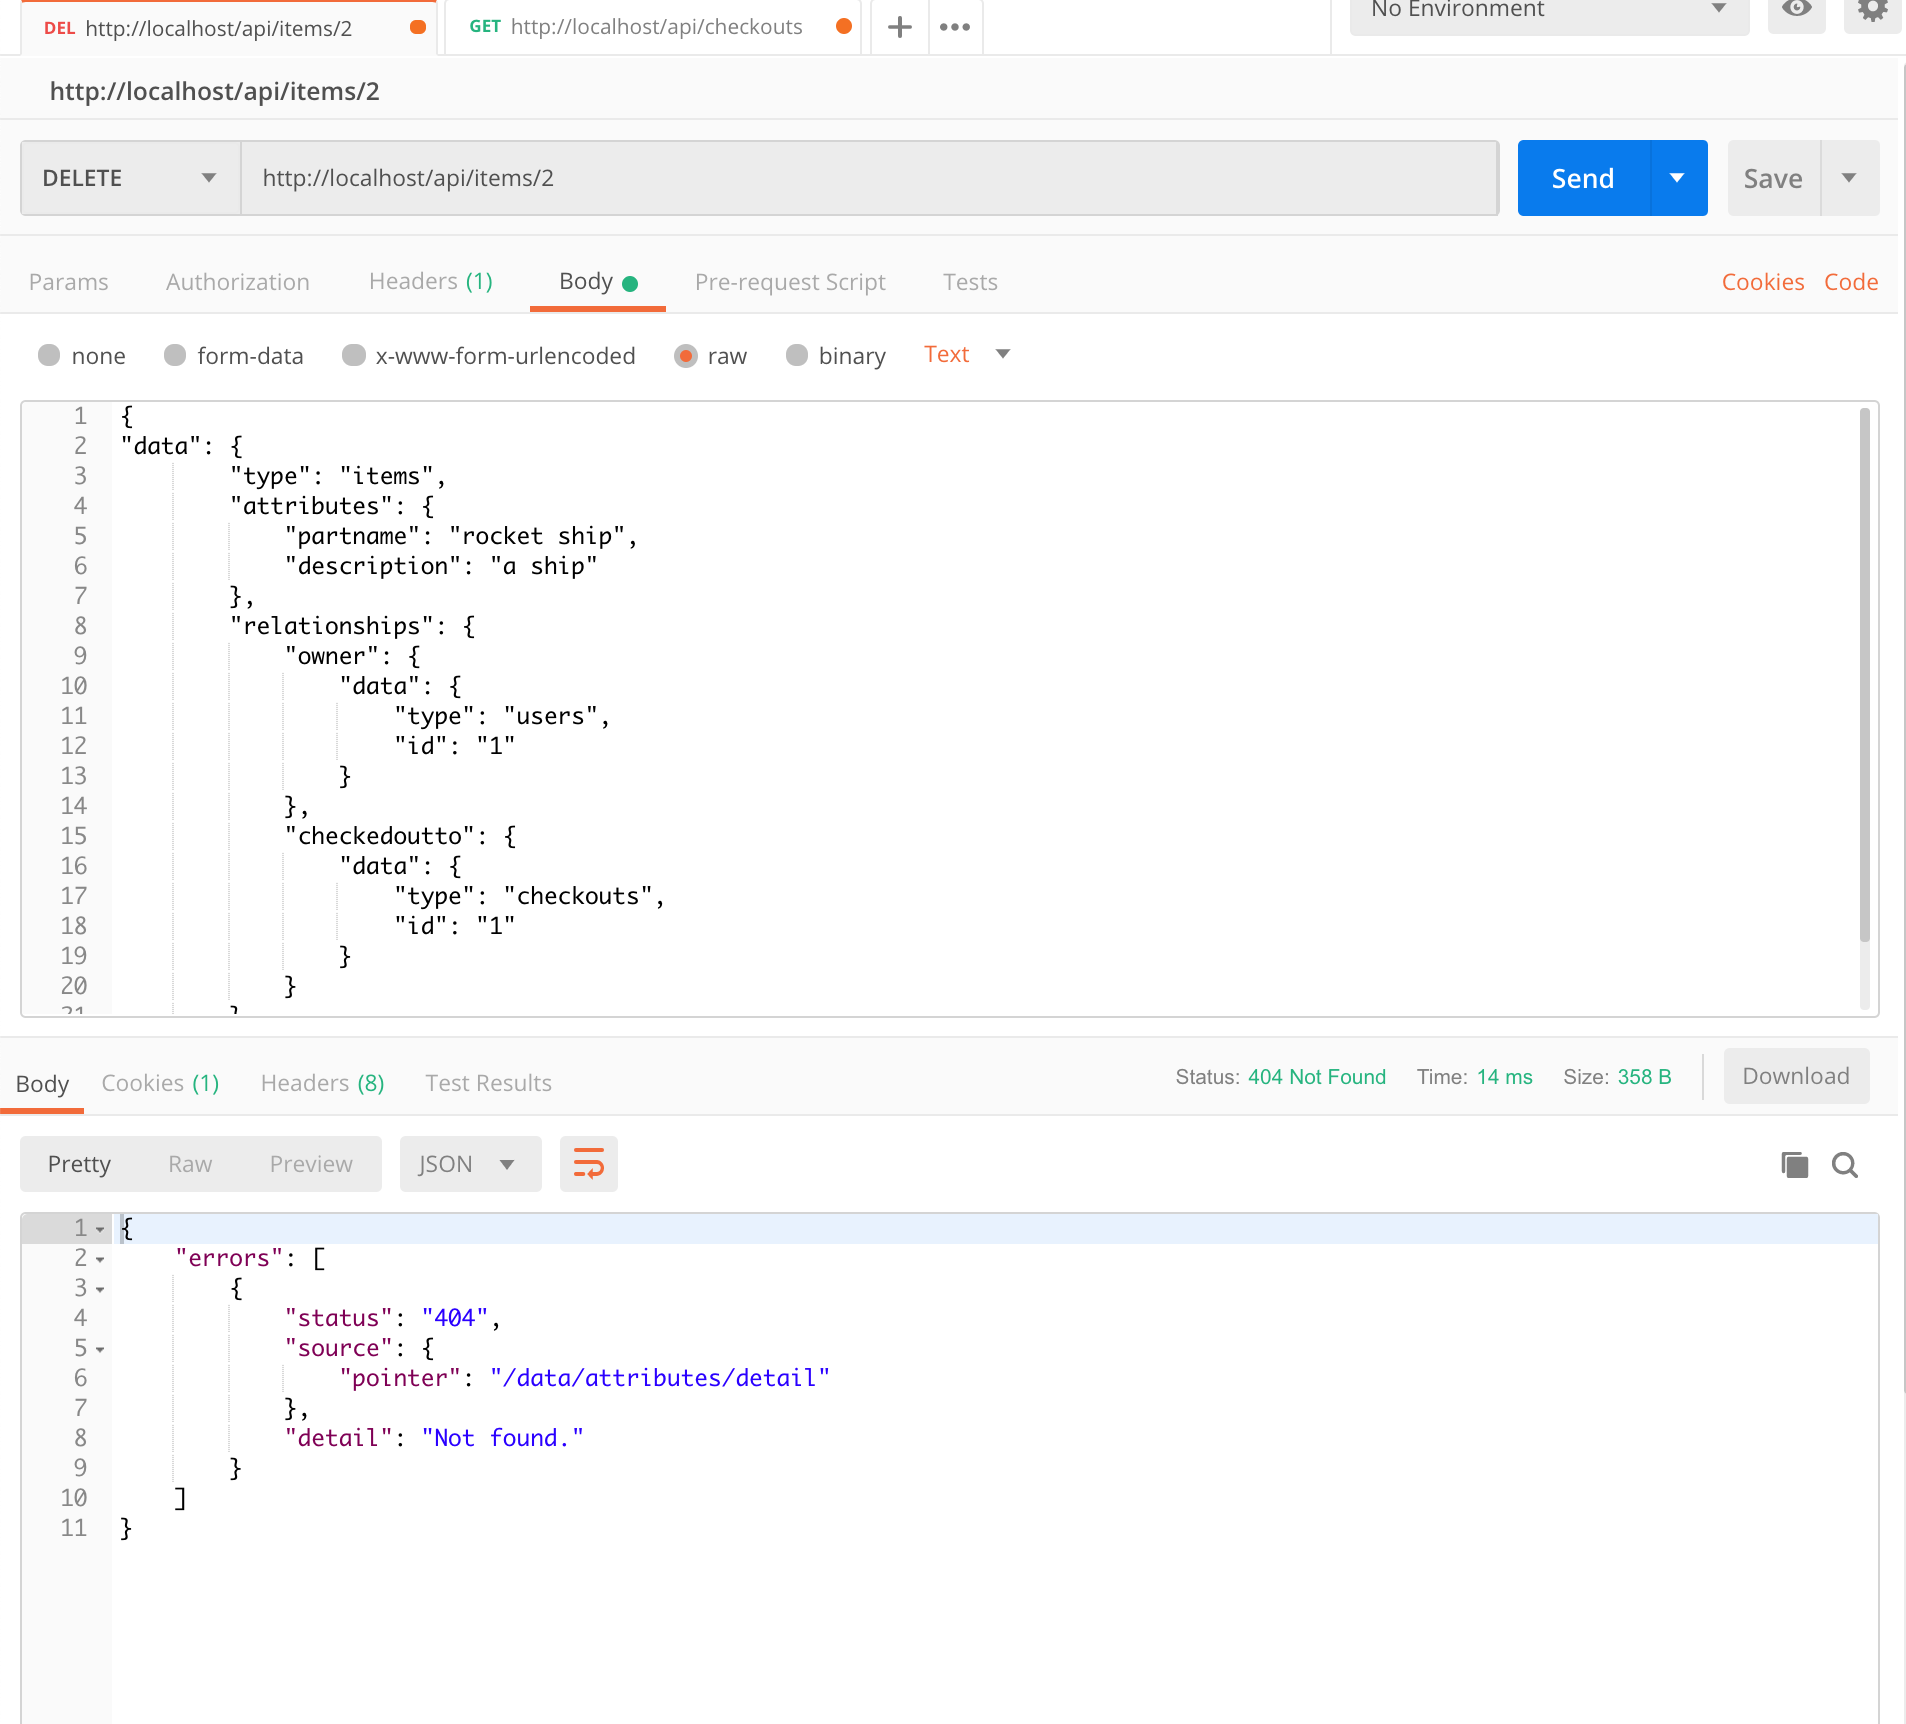 DEL http://localhost/api/items/2 GET http://localhost/api/checkouts No Environment
http://localhost/api/items/2
DELETE http://localhost/api/items/2 Send Save
Params Authorization Headers (1) Body Pre-request Script Tests Cookies Code
none form-data x-www-form-urlencoded raw binary Text
1 {
2 "data": {
3 "type": "items",
4 "attributes": {
5 "partname": "rocket ship",
6 "description": "a ship"
7 },
8 "relationships": {
9 "owner": {
10 "data": {
11 "type": "users",
12 "id": "1"
13 }
14 },
15 "checkedoutto": {
16 "data": {
17 "type": "checkouts",
18 "id": "1"
19 }
20 }
21 }
Body Cookies (1) Headers (8) Test Results Status: 404 Not Found Time: 14 ms Size: 358 B Download
Pretty Raw Preview JSON
1 {
2 "errors": [
3 {
4 "status": "404",
5 "source": {
6 "pointer": "/data/attributes/detail"
7 },
8 "detail": "Not found."
9 }
10 ]
11 }